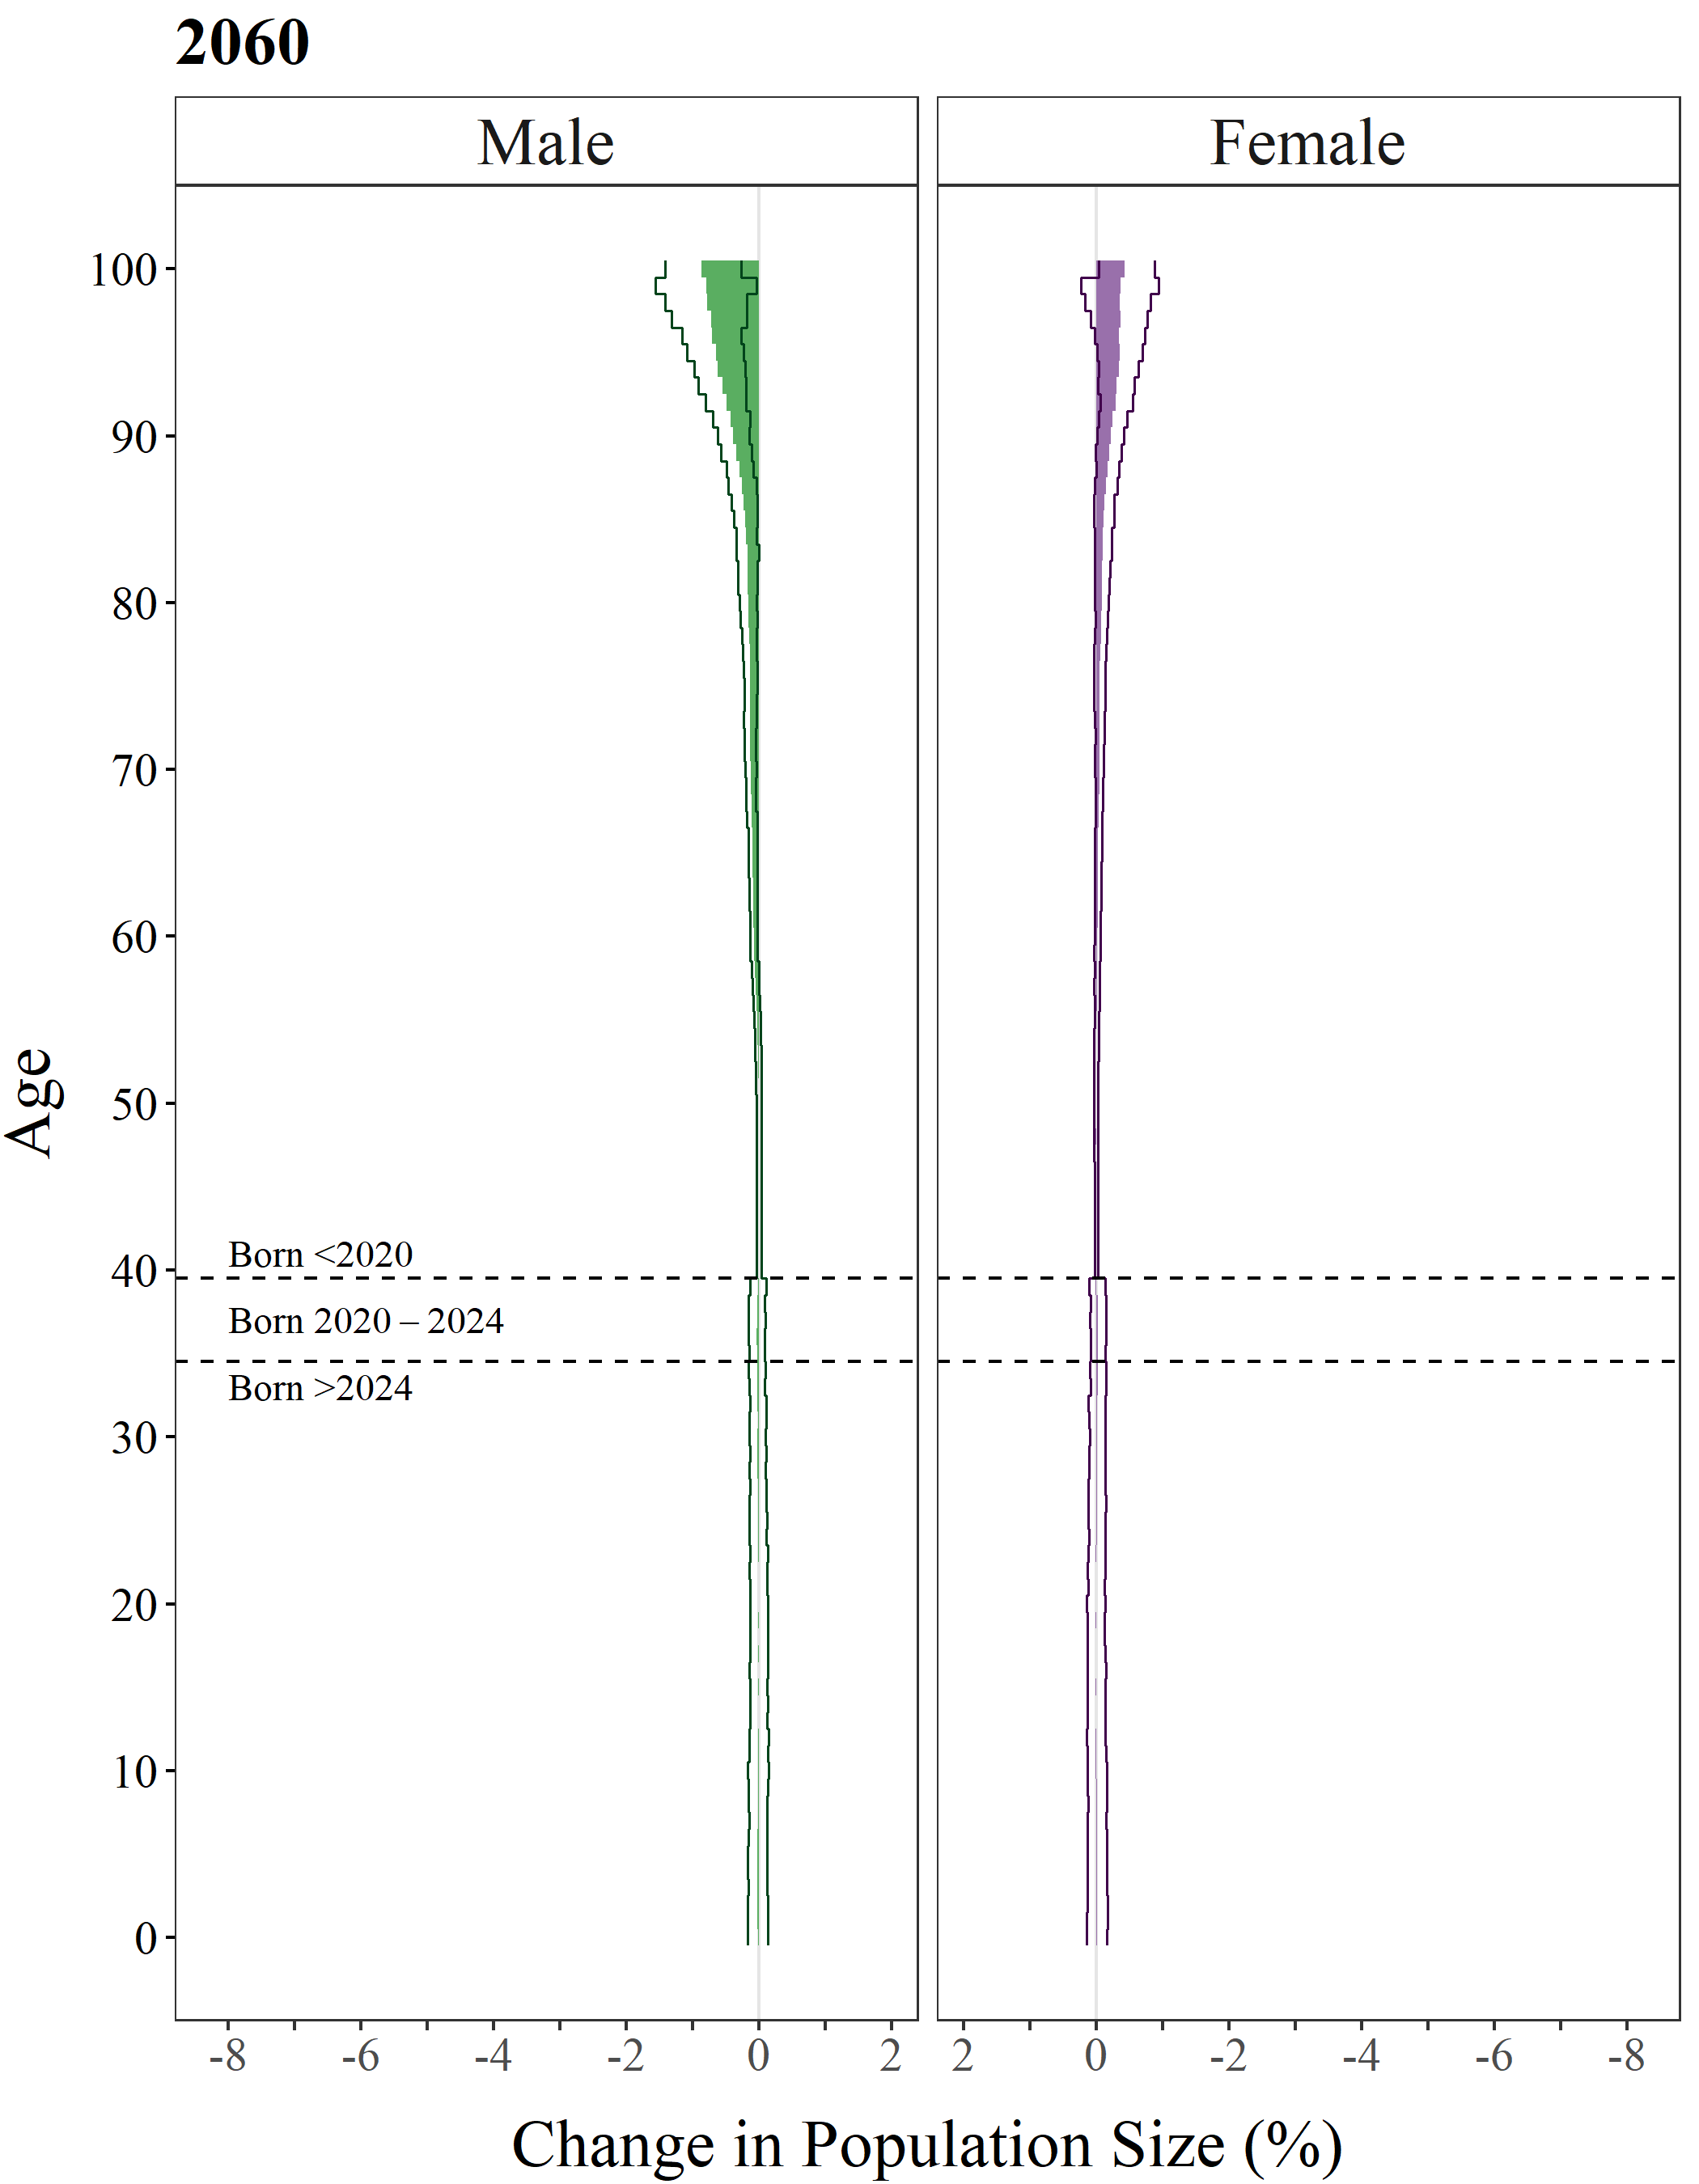 2060
Male Female
100
90
80
70
60
50
40
30
20
10
0
Age
Born <2020
Born 2020 – 2024
Born >2024
-8 -6 -4 -2 0 2 2 0 -2 -4 -6 -8
Change in Population Size (%)